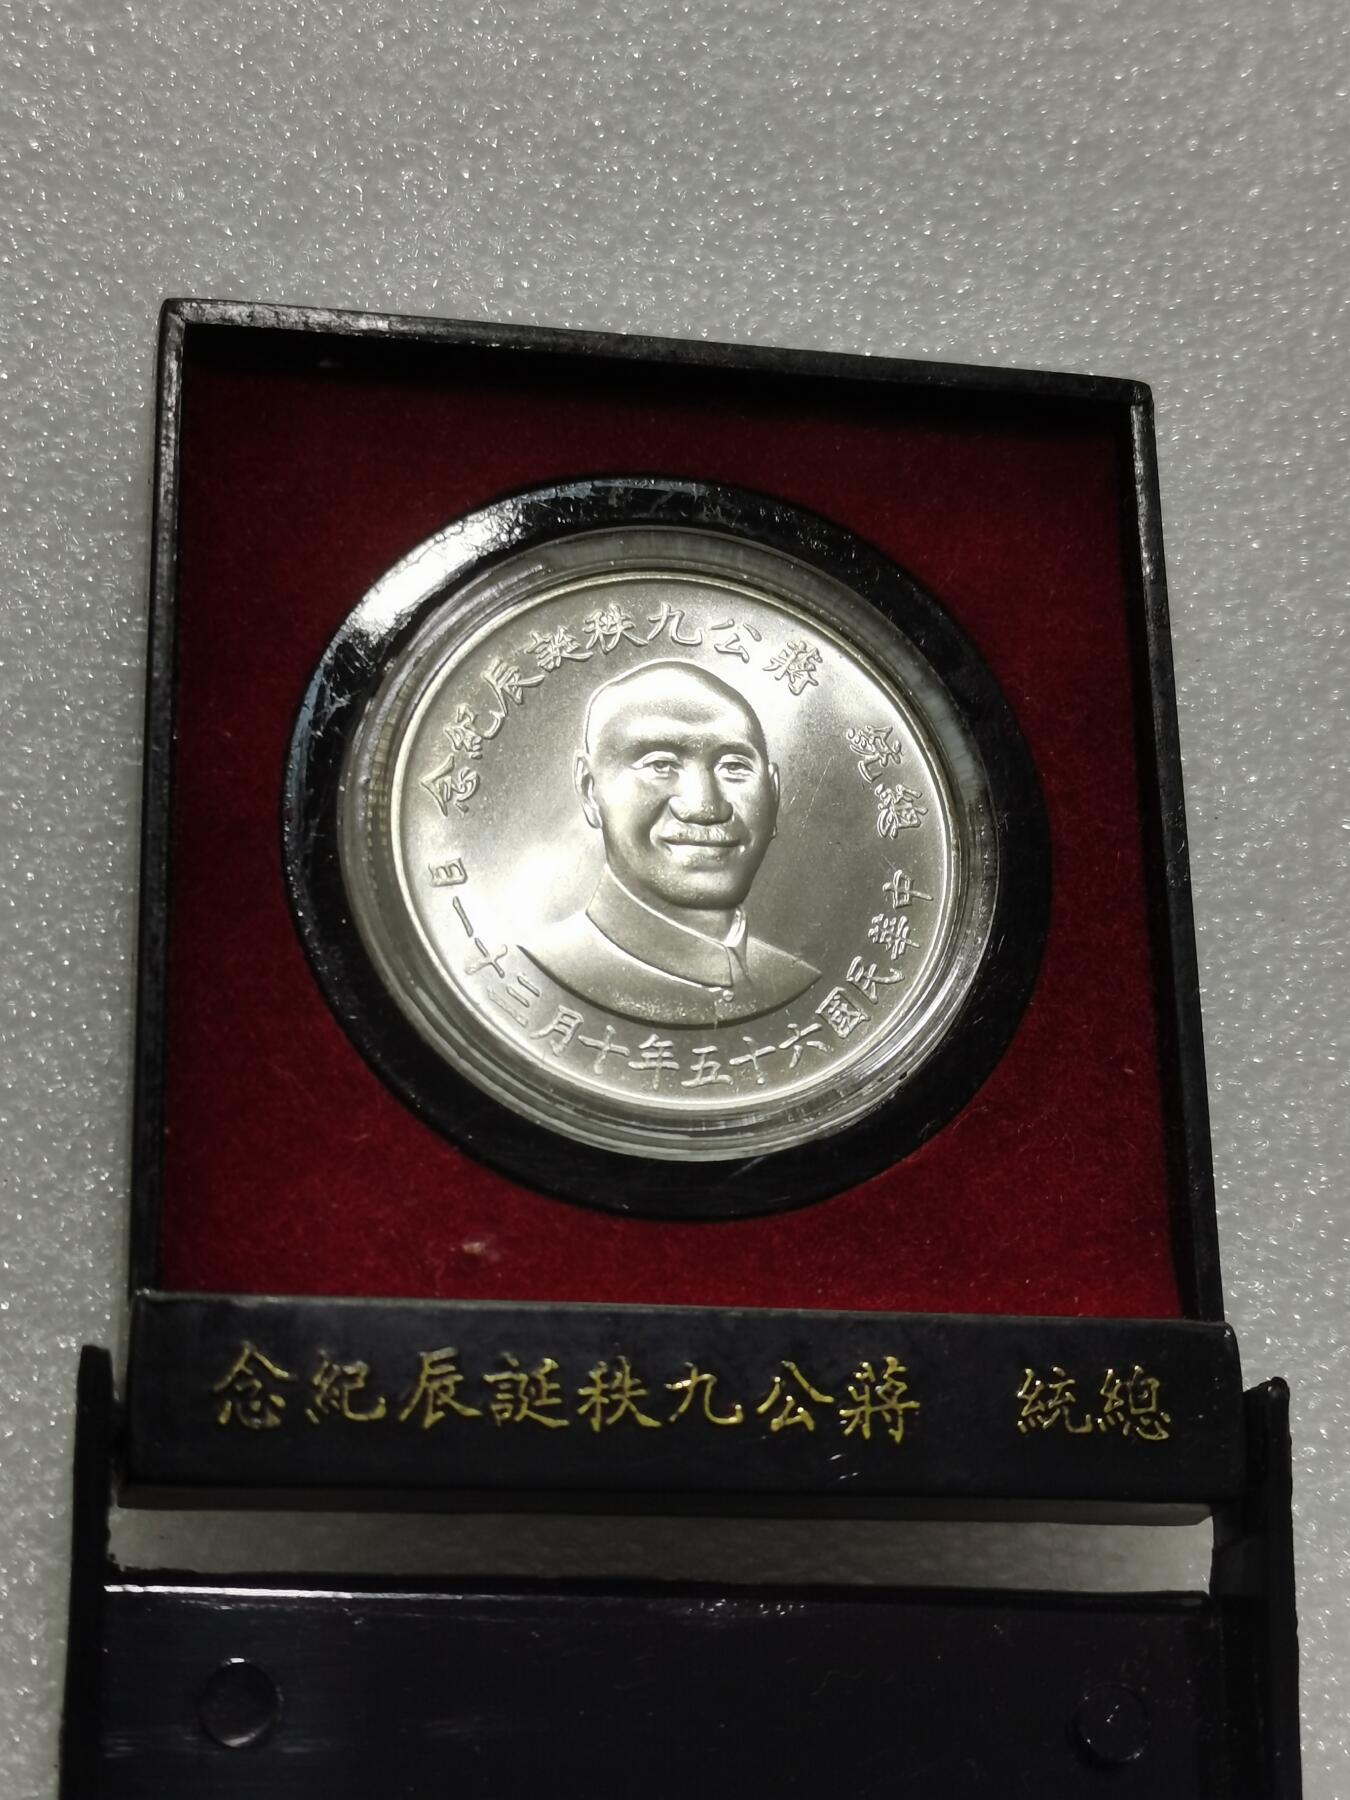 總統 蔣公九秩誕辰紀念
中華民國六十五年十月三十一日
總統 蔣公九秩誕辰紀念